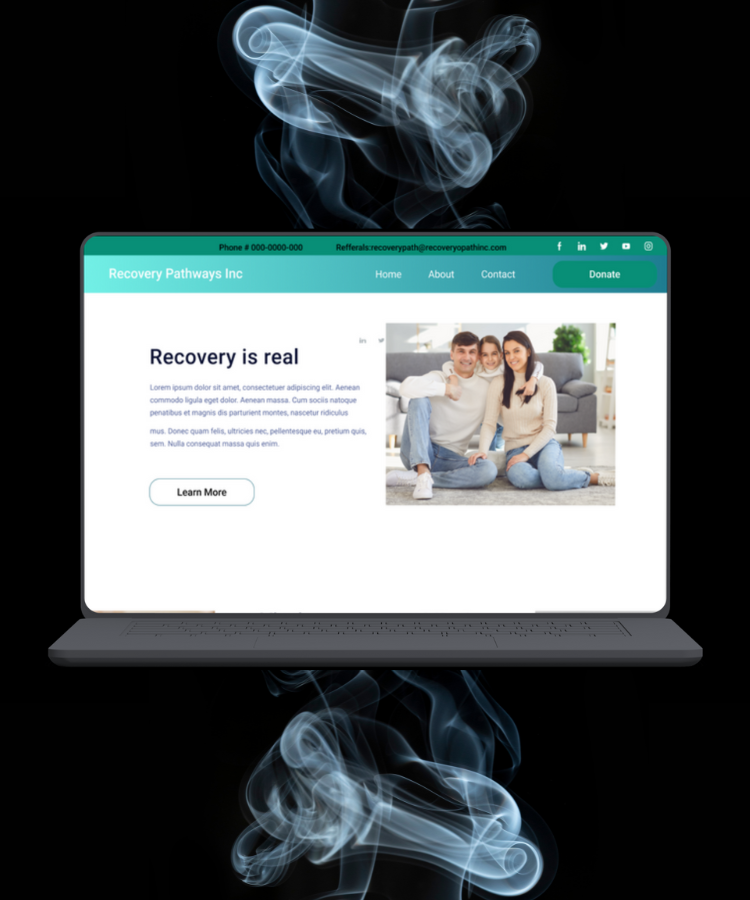 Phone # 000-0000-000 Refferals:recoverypath@recoveryopathinc.com
Recovery Pathways Inc Home About Contact Donate
Recovery is real
Lorem ipsum dolor sit amet, consectetuer adipiscing elit. Aenean
commodo ligula eget dolor. Aenean massa. Cum sociis natoque
penatibus et magnis dis parturient montes, nascetur ridiculus
mus. Donec quam felis, ultricies nec, pellentesque eu, pretium quis,
sem. Nulla consequat massa quis enim.
Learn More